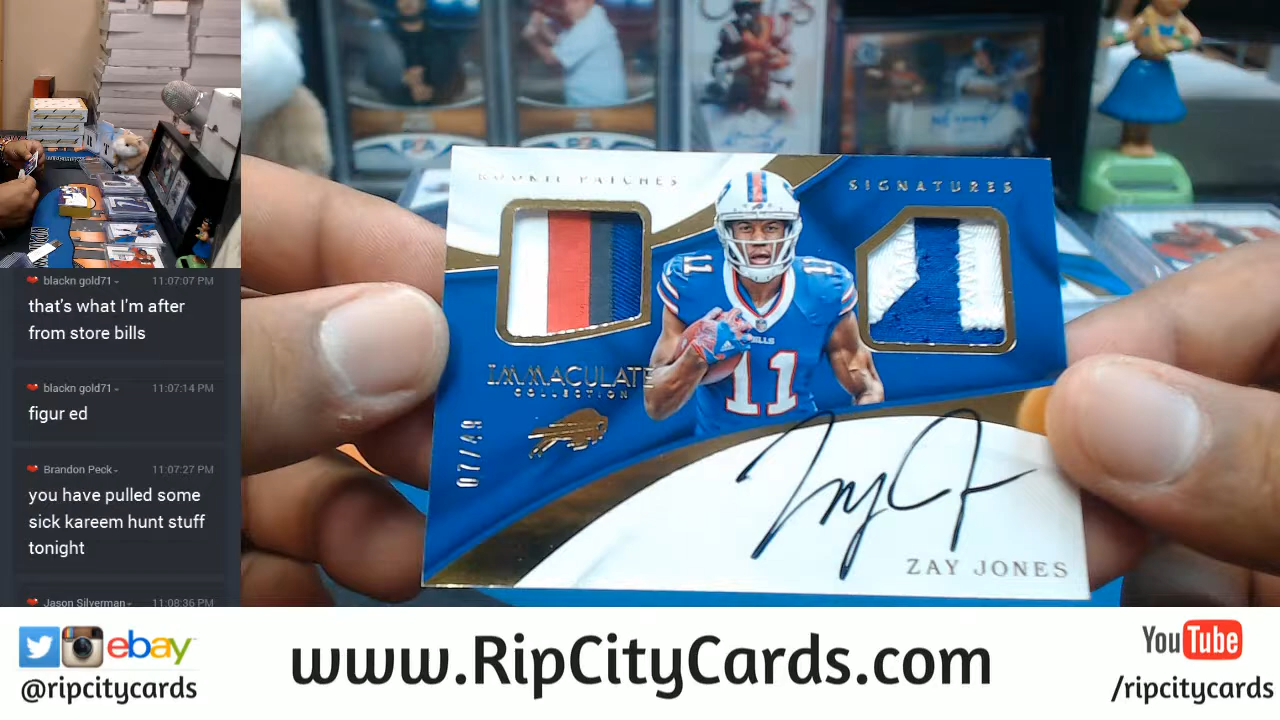 blackn gold71 11:07:07 PM
that's what I'm after
from store bills
blackn gold71 11:07:14 PM
figur ed
Brandon Peck 11:07:27 PM
you have pulled some
sick kareem hunt stuff
tonight
Jason Silverman 11:08:36 PM
ROOKIE PATCHES
SIGNATURES
11
11
BILLS
11
IMMACULATE
COLLECTION
07/49
ZAY JONES
ebay
@ripcitycards
www.RipCityCards.com
YouTube
/ripcitycards